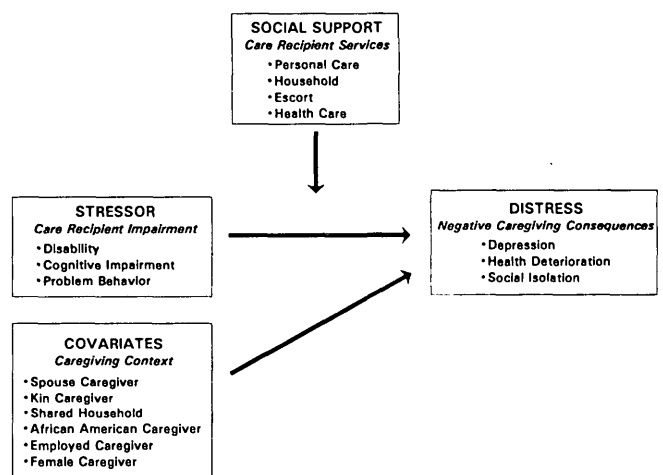 SOCIAL SUPPORT
Care Recipient Services
• Personal Care
• Household
• Escort
• Health Care
STRESSOR
Care Recipient Impairment
• Disability
• Cognitive Impairment
• Problem Behavior
DISTRESS
Negative Caregiving Consequences
• Depression
• Health Deterioration
• Social Isolation
COVARIATES
Caregiving Context
• Spouse Caregiver
• Kin Caregiver
• Shared Household
• African American Caregiver
• Employed Caregiver
• Female Caregiver